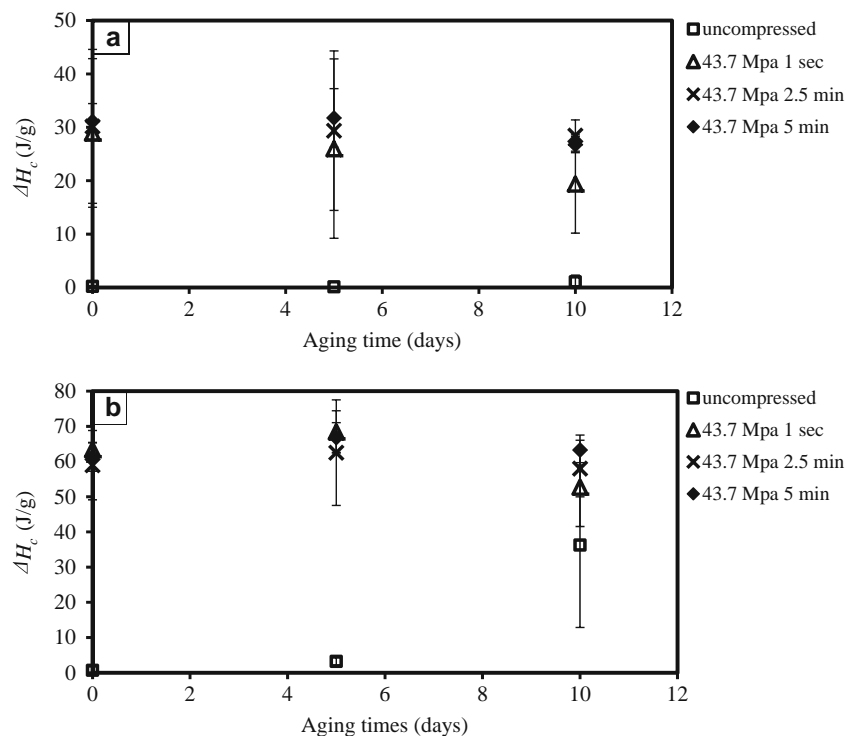 a
50
40
30
20
10
0
ΔH_c (J/g)
0 2 4 6 8 10 12
Aging time (days)
uncompressed
43.7 Mpa 1 sec
43.7 Mpa 2.5 min
43.7 Mpa 5 min
b
80
70
60
50
40
30
20
10
0
ΔH_c (J/g)
0 2 4 6 8 10 12
Aging times (days)
uncompressed
43.7 Mpa 1 sec
43.7 Mpa 2.5 min
43.7 Mpa 5 min